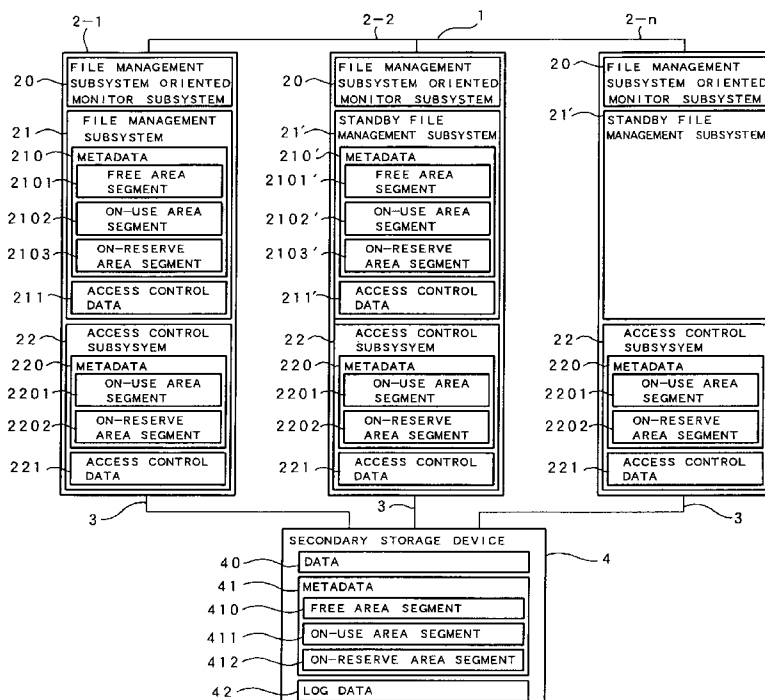 2-1
2-2
1
2-n
20
FILE MANAGEMENT
SUBSYSTEM ORIENTED
MONITOR SUBSYSTEM
21
FILE MANAGEMENT
SUBSYSTEM
210
METADATA
2101
FREE AREA
SEGMENT
2102
ON-USE AREA
SEGMENT
2103
ON-RESERVE
AREA SEGMENT
211
ACCESS CONTROL
DATA
22
ACCESS CONTROL
SUBSYSYEM
220
METADATA
2201
ON-USE AREA
SEGMENT
2202
ON-RESERVE
AREA SEGMENT
221
ACCESS CONTROL
DATA
20
FILE MANAGEMENT
SUBSYSTEM ORIENTED
MONITOR SUBSYSTEM
21'
STANDBY FILE
MANAGEMENT SUBSYSTEM
210'
METADATA
2101'
FREE AREA
SEGMENT
2102'
ON-USE AREA
SEGMENT
2103'
ON-RESERVE
AREA SEGMENT
211'
ACCESS CONTROL
DATA
22
ACCESS CONTROL
SUBSYSYEM
220
METADATA
2201
ON-USE AREA
SEGMENT
2202
ON-RESERVE
AREA SEGMENT
221
ACCESS CONTROL
DATA
20
FILE MANAGEMENT
SUBSYSTEM ORIENTED
MONITOR SUBSYSTEM
21'
STANDBY FILE
MANAGEMENT SUBSYSTEM
22
ACCESS CONTROL
SUBSYSYEM
220
METADATA
2201
ON-USE AREA
SEGMENT
2202
ON-RESERVE
AREA SEGMENT
221
ACCESS CONTROL
DATA
3
3
3
SECONDARY STORAGE DEVICE
4
40
DATA
41
METADATA
410
FREE AREA SEGMENT
411
ON-USE AREA SEGMENT
412
ON-RESERVE AREA SEGMENT
42
LOG DATA